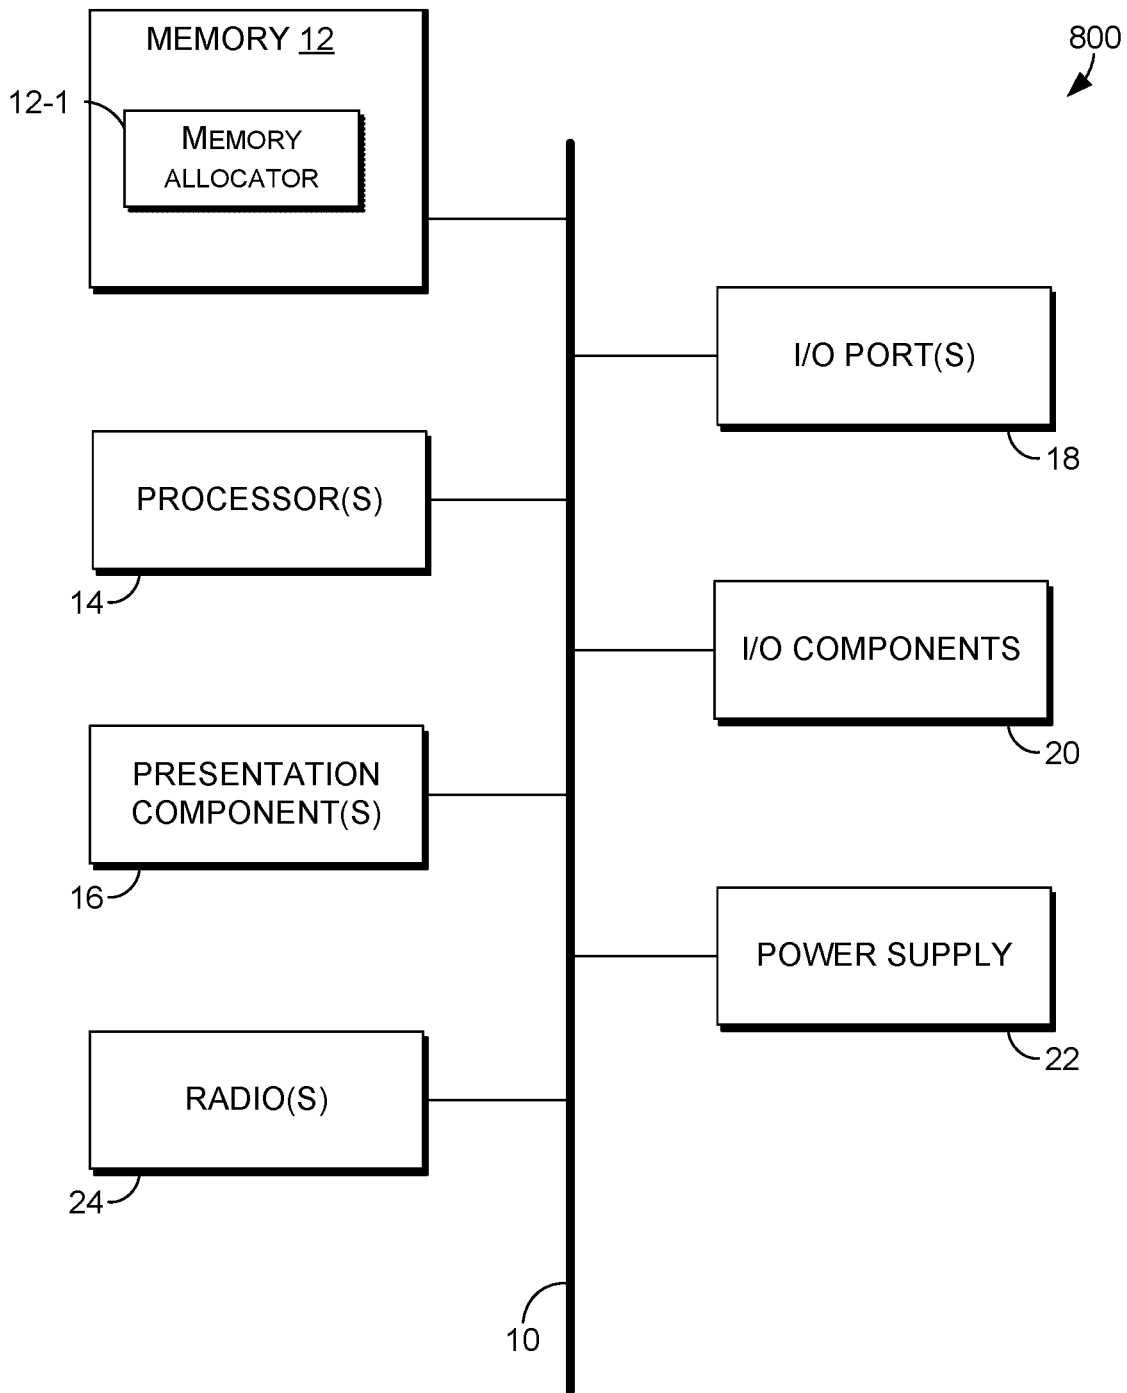 MEMORY 12
800
12-1
MEMORY
ALLOCATOR
I/O PORT(S)
18
PROCESSOR(S)
14
I/O COMPONENTS
20
PRESENTATION
COMPONENT(S)
16
POWER SUPPLY
22
RADIO(S)
24
10